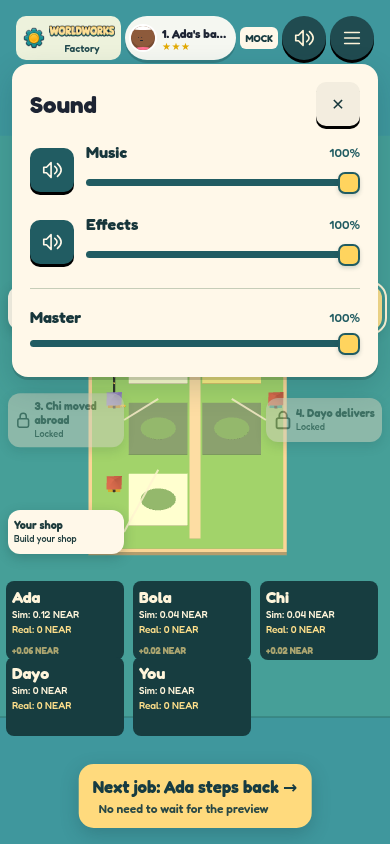 WORLDWORKS
Factory
1. Ada's ba...
★★★
MOCK
Sound
×
Music
100%
Effects
100%
Master
100%
3. Chi moved
abroad
Locked
4. Dayo delivers
Locked
Your shop
Build your shop
Ada
Sim: 0.12 NEAR
Real: 0 NEAR
+0.06 NEAR
Bola
Sim: 0.04 NEAR
Real: 0 NEAR
+0.02 NEAR
Chi
Sim: 0.04 NEAR
Real: 0 NEAR
+0.02 NEAR
Dayo
Sim: 0 NEAR
Real: 0 NEAR
You
Sim: 0 NEAR
Real: 0 NEAR
Next job: Ada steps back →
No need to wait for the preview